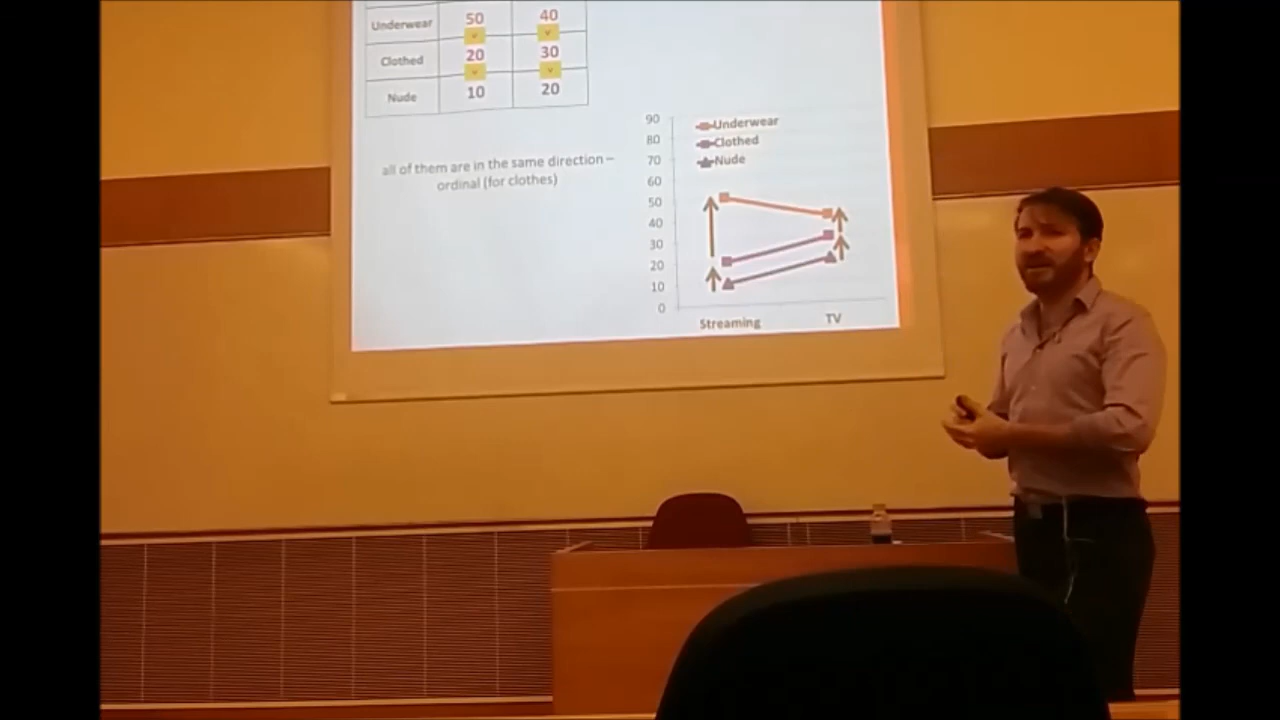 Underwear 50 40
v v
Clothed 20 30
v v
Nude 10 20
all of them are in the same direction –
ordinal (for clothes)
90
80
70
60
50
40
30
20
10
0
Underwear
Clothed
Nude
Streaming TV